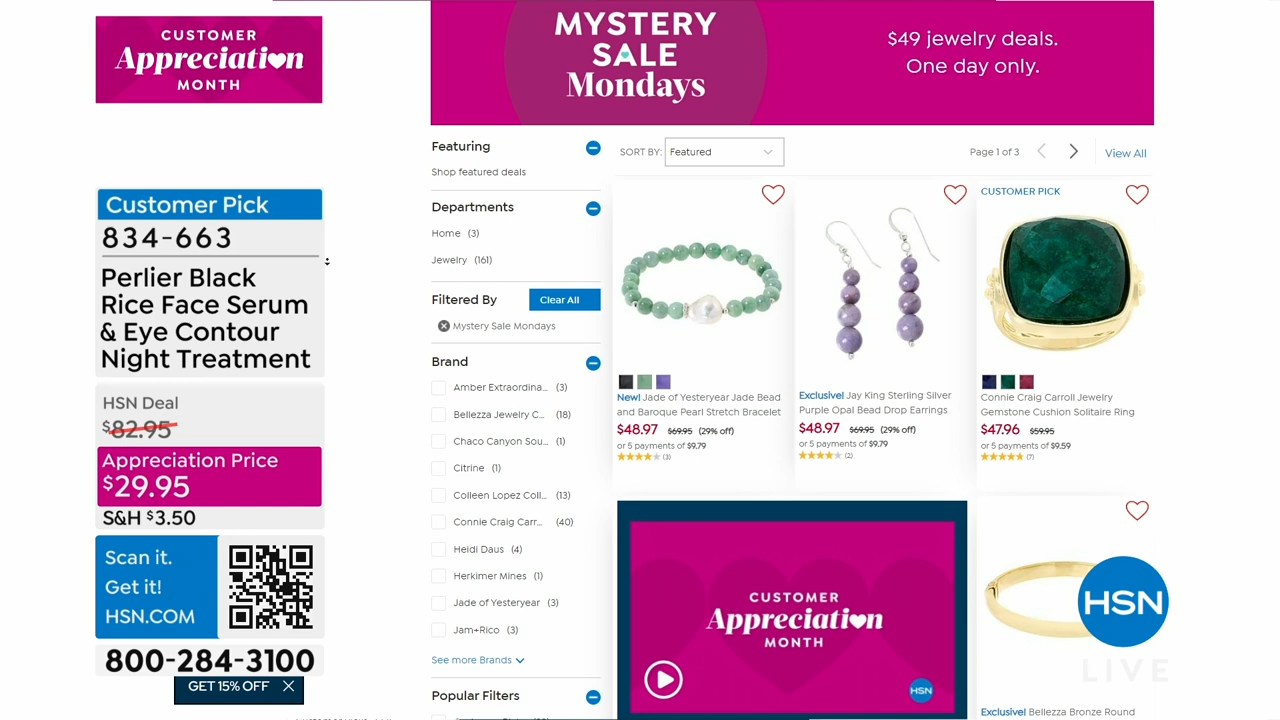 CUSTOMER
Appreciation
MONTH
Customer Pick
834-663
Perlier Black
Rice Face Serum
& Eye Contour
Night Treatment
HSN Deal
$82.95
Appreciation Price
$29.95
S&H $3.50
Scan it.
Get it!
HSN.COM
800-284-3100
GET 15% OFF
MYSTERY
SALE
Mondays
$49 jewelry deals.
One day only.
Featuring
Shop featured deals
Departments
Home (3)
Jewelry (161)
Filtered By
Clear All
Mystery Sale Mondays
Brand
Amber Extraordina... (3)
Bellezza Jewelry C... (18)
Chaco Canyon Sou... (1)
Citrine (1)
Colleen Lopez Coll... (13)
Connie Craig Carr... (40)
Heidi Daus (4)
Herkimer Mines (1)
Jade of Yesteryear (3)
Jam+Rico (3)
See more Brands
Popular Filters
SORT BY: Featured
Page 1 of 3
View All
New! Jade of Yesteryear Jade Bead
and Baroque Pearl Stretch Bracelet
$48.97 $69.95 (29% off)
or 5 payments of $9.79
(3)
Exclusive! Jay King Sterling Silver
Purple Opal Bead Drop Earrings
$48.97 $69.95 (29% off)
or 5 payments of $9.79
(2)
CUSTOMER PICK
Connie Craig Carroll Jewelry
Gemstone Cushion Solitaire Ring
$47.96 $59.95
or 5 payments of $9.59
(7)
CUSTOMER
Appreciation
MONTH
HSN
HSN
LIVE
Exclusive! Bellezza Bronze Round